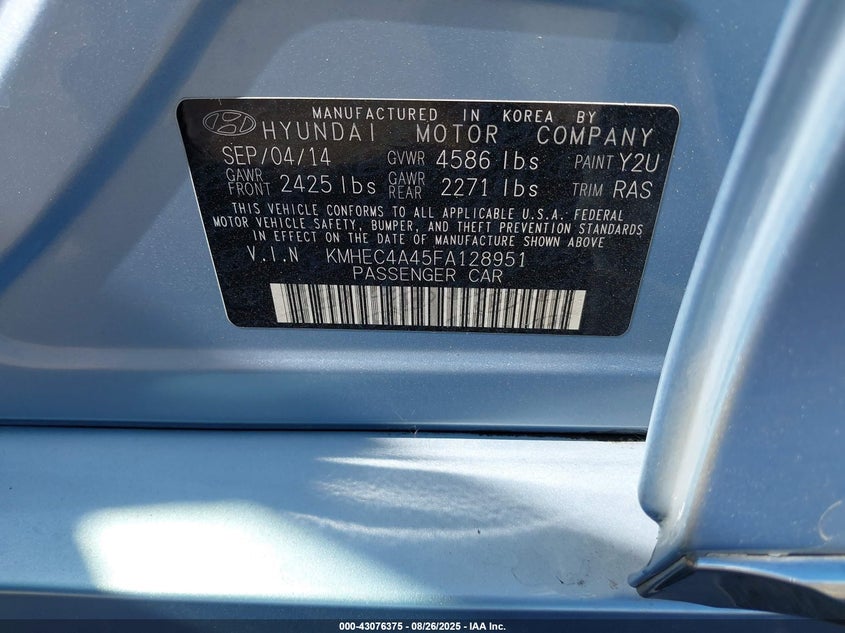 MANUFACTURED IN KOREA BY
HYUNDAI MOTOR COMPANY
SEP/04/14 GVWR 4586 lbs PAINT Y2U
GAWR FRONT 2425 lbs GAWR REAR 2271 lbs TRIM RAS
THIS VEHICLE CONFORMS TO ALL APPLICABLE U.S.A. FEDERAL
MOTOR VEHICLE SAFETY, BUMPER, AND THEFT PREVENTION STANDARDS
IN EFFECT ON THE DATE OF MANUFACTURE SHOWN ABOVE
V.I.N KMHEC4A45FA128951
PASSENGER CAR
000-43076375 - 08/26/2025 - IAA Inc.